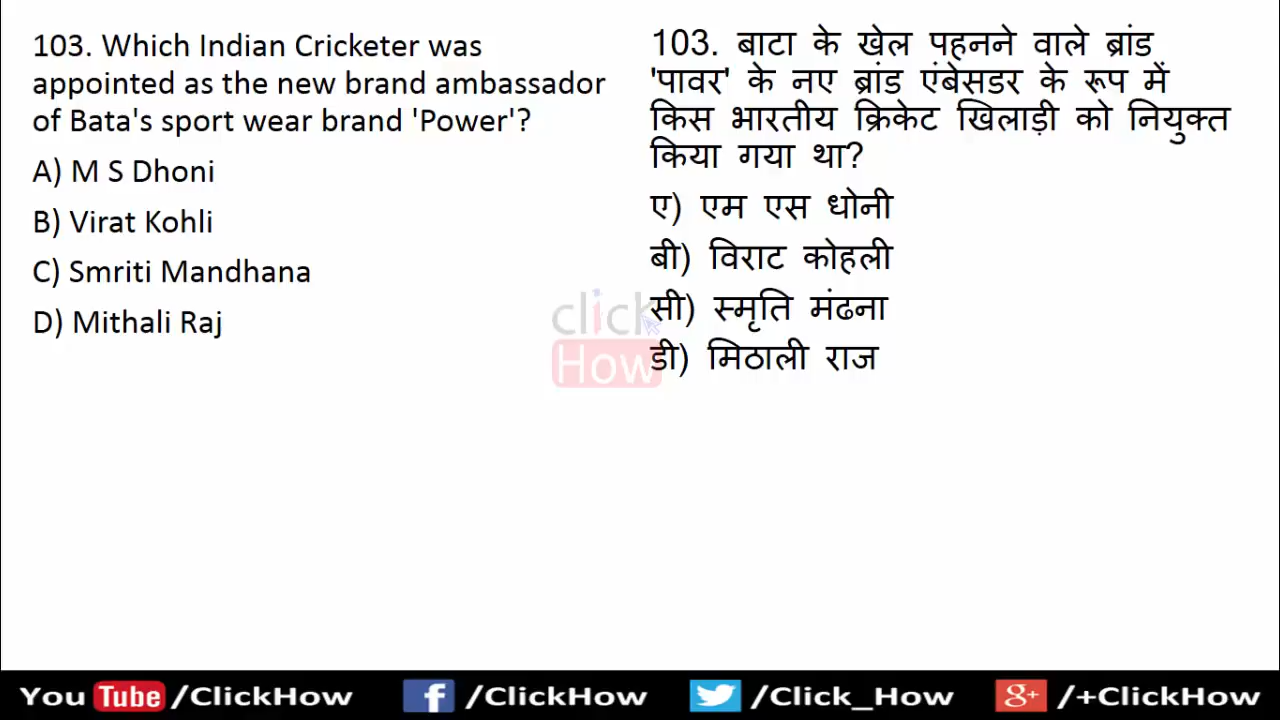 103. Which Indian Cricketer was
appointed as the new brand ambassador
of Bata's sport wear brand 'Power'?
A) M S Dhoni
B) Virat Kohli
C) Smriti Mandhana
D) Mithali Raj
103. बाटा के खेल पहनने वाले ब्रांड
'पावर' के नए ब्रांड एंबेसडर के रूप में
किस भारतीय क्रिकेट खिलाड़ी को नियुक्त
किया गया था?
ए) एम एस धोनी
बी) विराट कोहली
सी) स्मृति मंढना
डी) मिठाली राज
click
How
You Tube /ClickHow f /ClickHow /Click_How g+ /+ClickHow